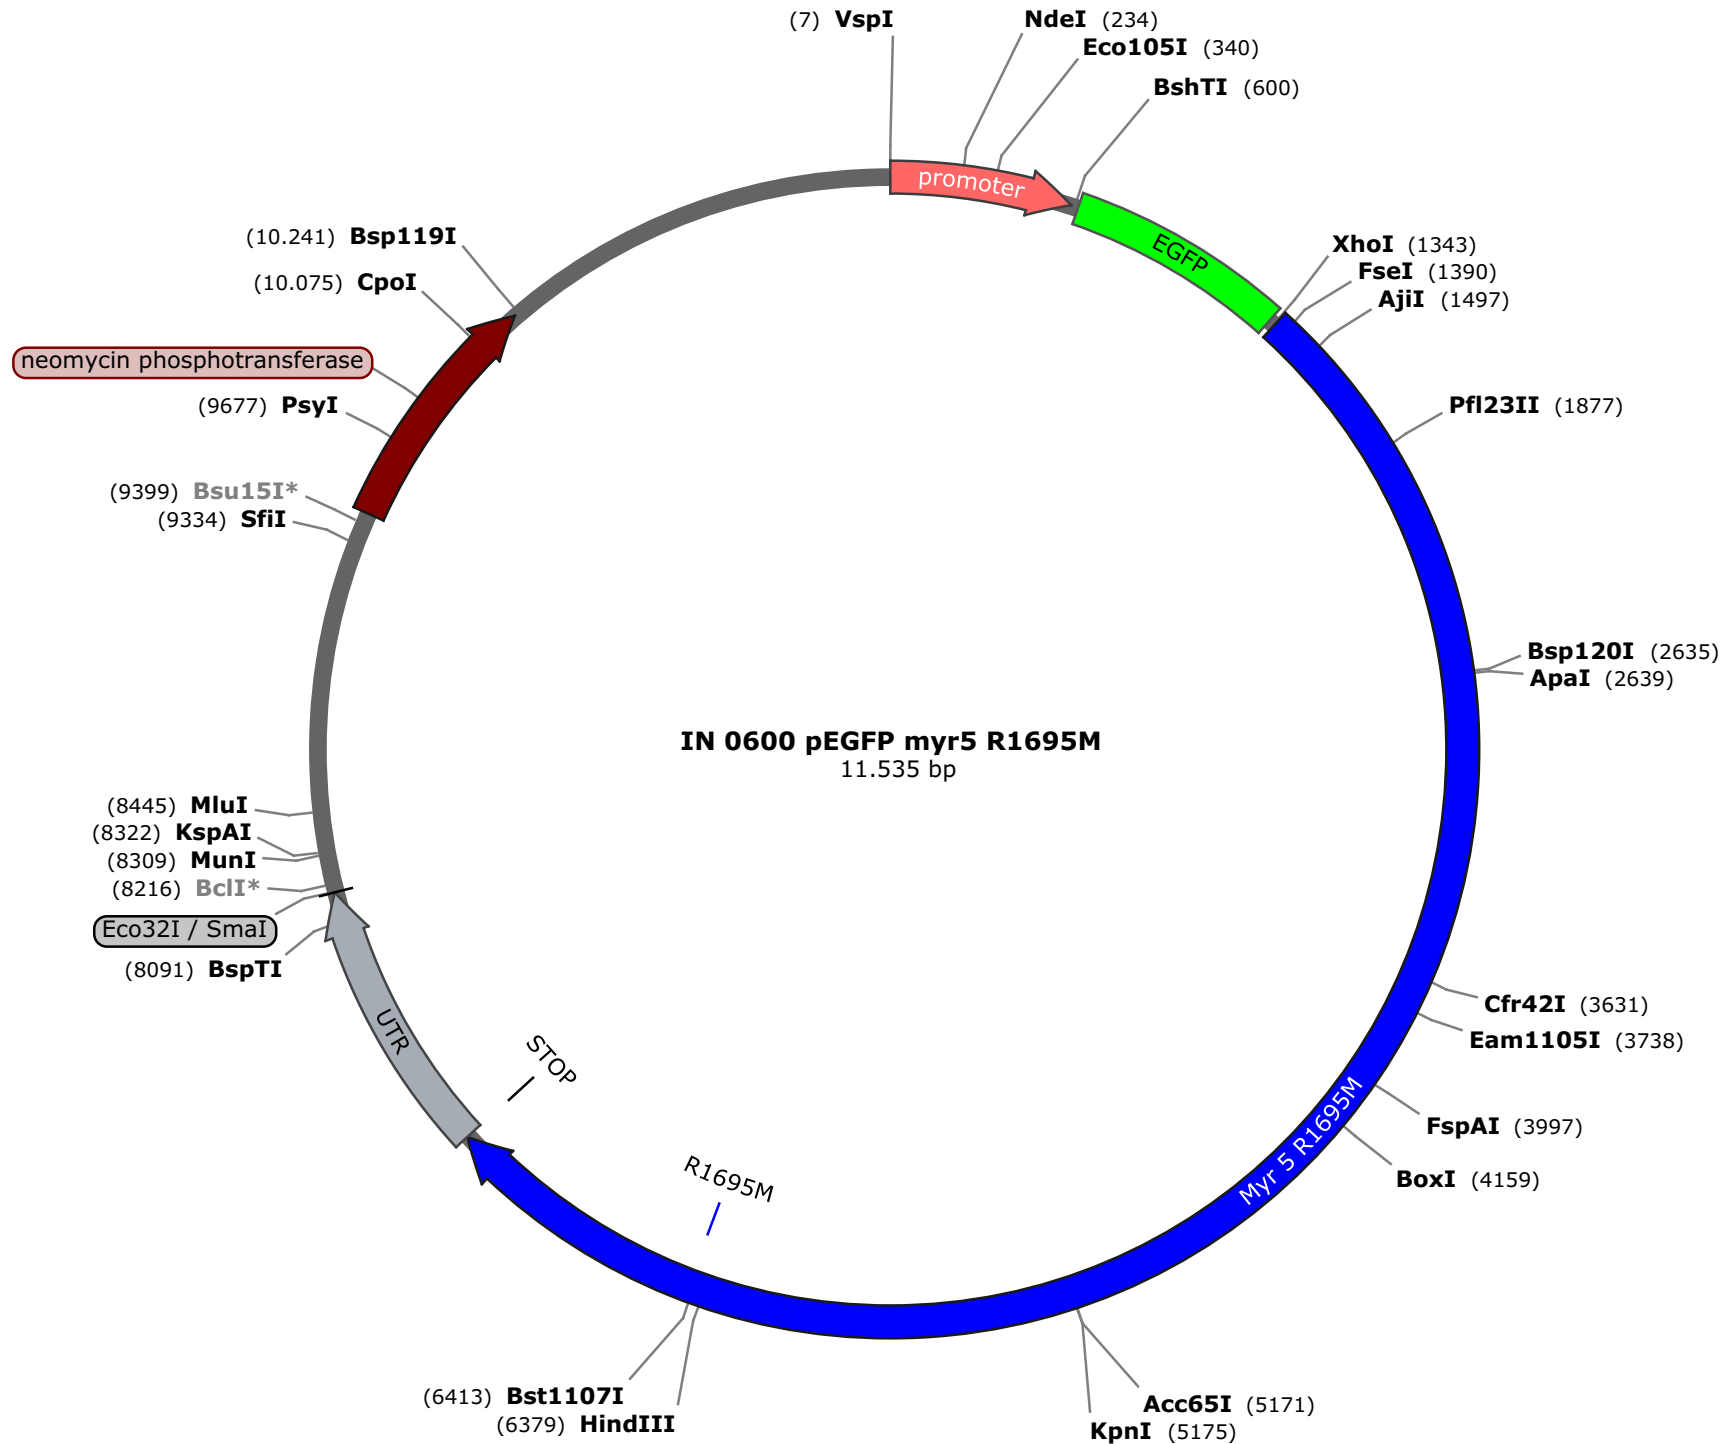 (7) VspI
NdeI (234)
Eco105I (340)
BshTI (600)
promoter
EGFP
XhoI (1343)
FseI (1390)
AjiI (1497)
Pfl23II (1877)
Bsp120I (2635)
ApaI (2639)
Cfr42I (3631)
Eam1105I (3738)
FspAI (3997)
BoxI (4159)
Myr 5 R1695M
Acc65I (5171)
KpnI (5175)
(6379) HindIII
(6413) Bst1107I
R1695M
STOP
UTR
(8091) BspTI
Eco32I / SmaI
(8216) BclI*
(8309) MunI
(8322) KspAI
(8445) MluI
(9334) SfiI
(9399) Bsu15I*
(9677) PsyI
neomycin phosphotransferase
(10.075) CpoI
(10.241) Bsp119I
IN 0600 pEGFP myr5 R1695M
11.535 bp